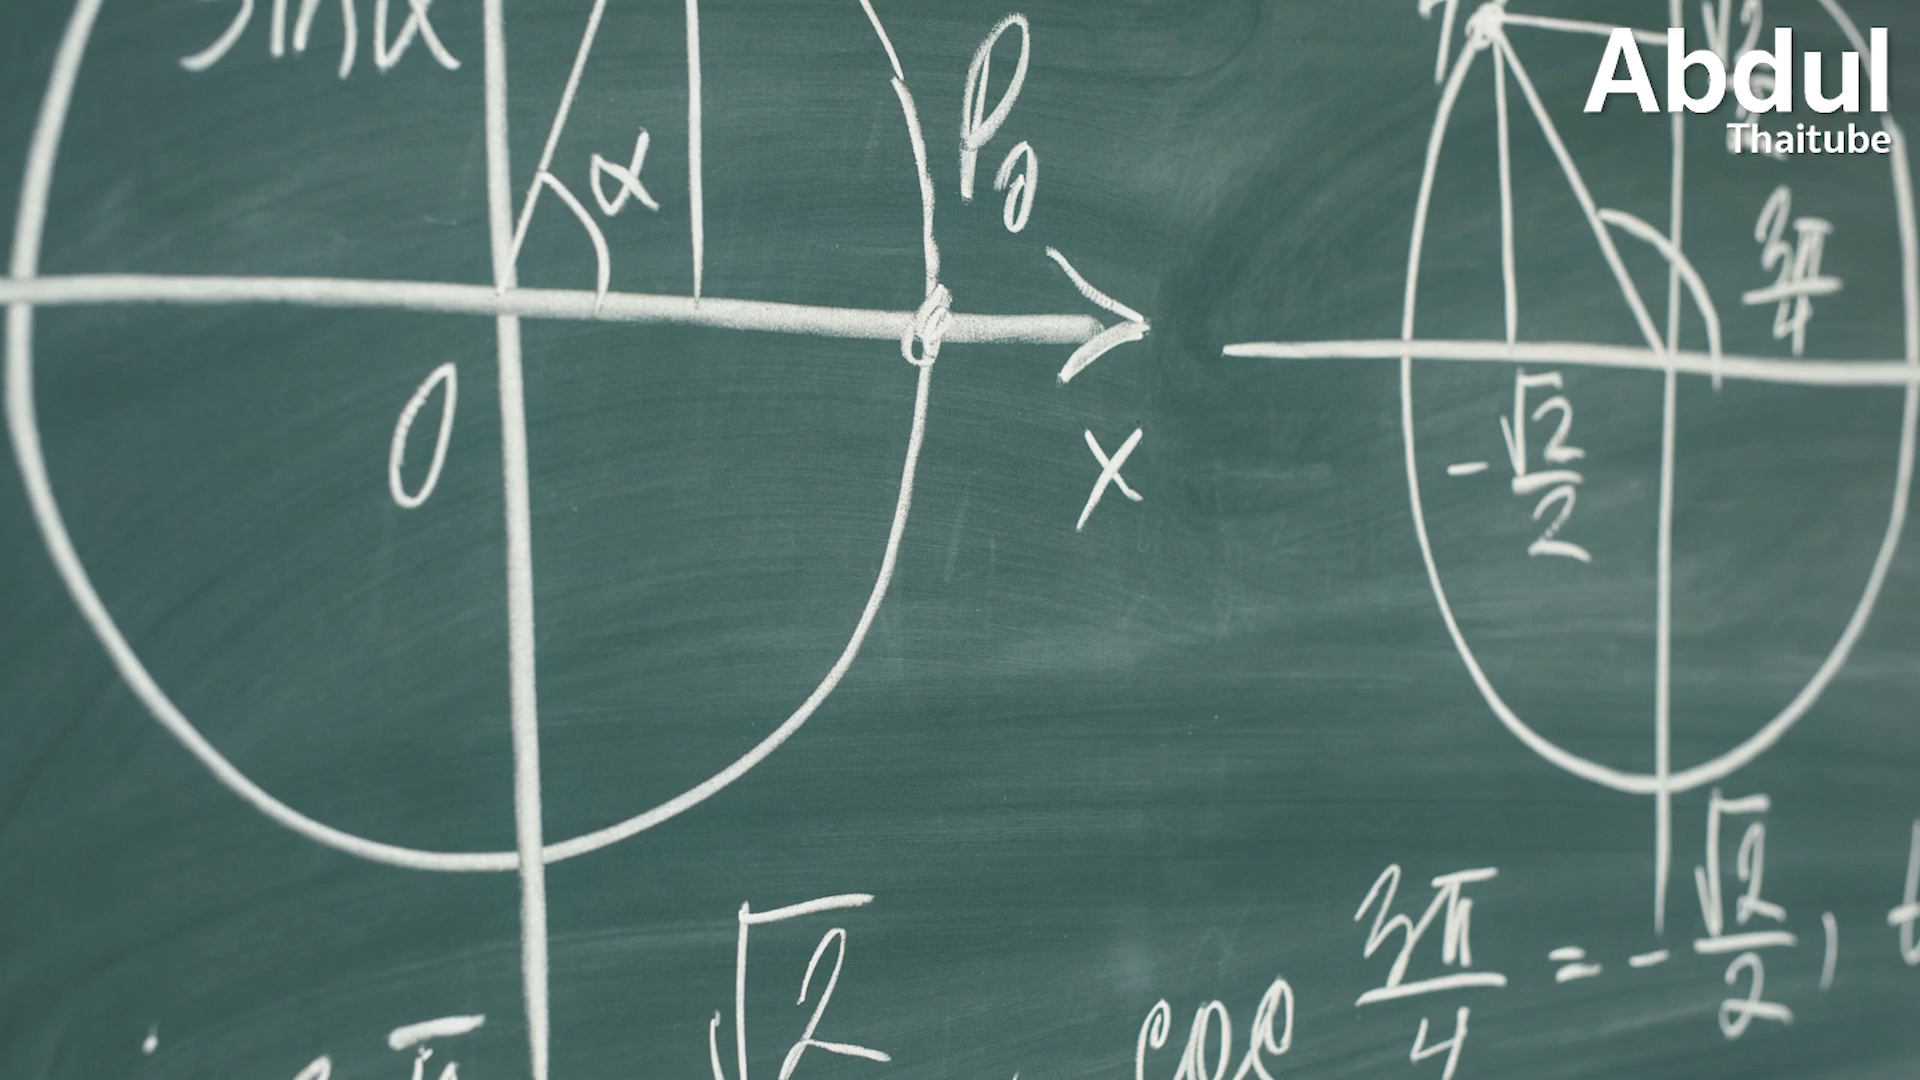 sin α
Abdul
Thaitube
P₀
α
3π/4
0
x
-√2/2
√2
cos 3π/4 = - √2/2,